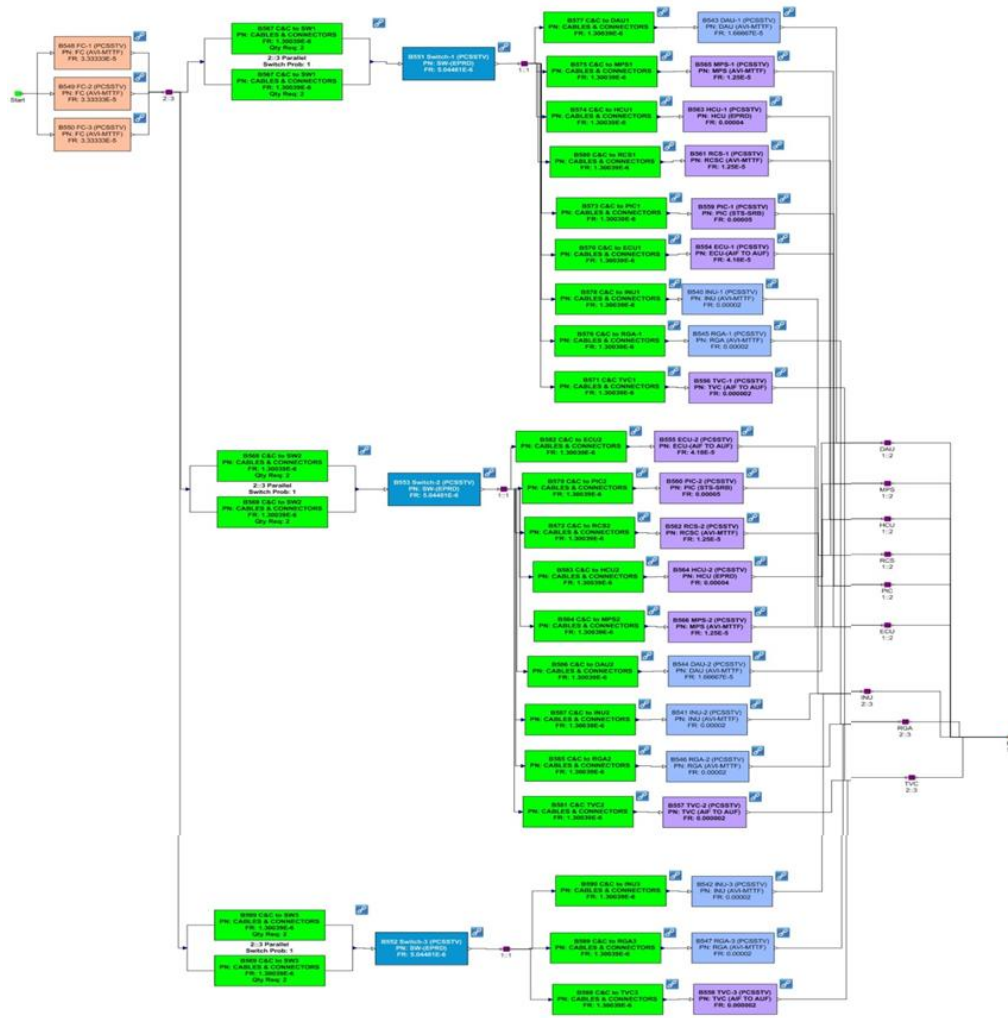 Start
B548 FC-1 (PCSSTV)
PN: FC (AVI-MTTF)
FR: 3.33333E-5
B549 FC-2 (PCSSTV)
PN: FC (AVI-MTTF)
FR: 3.33333E-5
B550 FC-3 (PCSSTV)
PN: FC (AVI-MTTF)
FR: 3.33333E-5
2::3
B567 C&C to SW1
PN: CABLES & CONNECTORS
FR: 1.30039E-6
Qty Req: 2
2::3 Parallel
Switch Prob: 1
B567 C&C to SW1
PN: CABLES & CONNECTORS
FR: 1.30039E-6
Qty Req: 2
B551 Switch-1 (PCSSTV)
PN: SW-(EPRD)
FR: 5.04481E-6
1::1
B577 C&C to DAU1
PN: CABLES & CONNECTORS
FR: 1.30039E-6
B543 DAU-1 (PCSSTV)
PN: DAU (AVI-MTTF)
FR: 1.66667E-5
B575 C&C to MPS1
PN: CABLES & CONNECTORS
FR: 1.30039E-6
B565 MPS-1 (PCSSTV)
PN: MPS (AVI-MTTF)
FR: 1.25E-5
B574 C&C to HCU1
PN: CABLES & CONNECTORS
FR: 1.30039E-6
B563 HCU-1 (PCSSTV)
PN: HCU (EPRD)
FR: 0.00004
C&C to RCS1
PN: CABLES & CONNECTORS
FR: 1.30039E-6
B561 RCS-1 (PCSSTV)
PN: RCSC (AVI-MTTF)
FR: 1.25E-5
B573 C&C to PIC1
PN: CABLES & CONNECTORS
FR: 1.30039E-6
B559 PIC-1 (PCSSTV)
PN: PIC (STS-SRB)
FR: 0.00005
C&C to ECU1
PN: CABLES & CONNECTORS
FR: 1.30039E-6
B554 ECU-1 (PCSSTV)
PN: ECU-(AIF TO AUF)
FR: 4.18E-5
C&C to INU1
PN: CABLES & CONNECTORS
FR: 1.30039E-6
B540 INU-1 (PCSSTV)
PN: INU (AVI-MTTF)
FR: 0.00002
C&C to RGA-1
PN: CABLES & CONNECTORS
FR: 1.30039E-6
B545 RGA-1 (PCSSTV)
PN: RGA (AVI-MTTF)
FR: 0.00002
B571 C&C TVC1
PN: CABLES & CONNECTORS
FR: 1.30039E-6
TVC-1 (PCSSTV)
PN: TVC (AIF TO AUF)
FR: 0.000002
C&C to SW2
PN: CABLES & CONNECTORS
FR: 1.30039E-6
Qty Req: 2
2::3 Parallel
Switch Prob: 1
C&C to SW2
PN: CABLES & CONNECTORS
FR: 1.30039E-6
Qty Req: 2
B553 Switch-2 (PCSSTV)
PN: SW-(EPRD)
FR: 5.04481E-6
1::1
B582 C&C to ECU2
PN: CABLES & CONNECTORS
FR: 1.30039E-6
B555 ECU-2 (PCSSTV)
PN: ECU-(AIF TO AUF)
FR: 4.18E-5
C&C to PIC2
PN: CABLES & CONNECTORS
FR: 1.30039E-6
B560 PIC-2 (PCSSTV)
PN: PIC (STS-SRB)
FR: 0.00005
B572 C&C to RCS2
PN: CABLES & CONNECTORS
FR: 1.30039E-6
B562 RCS-2 (PCSSTV)
PN: RCSC (AVI-MTTF)
FR: 1.25E-5
B583 C&C to HCU2
PN: CABLES & CONNECTORS
FR: 1.30039E-6
B564 HCU-2 (PCSSTV)
PN: HCU (EPRD)
FR: 0.00004
B584 C&C to MPS2
PN: CABLES & CONNECTORS
FR: 1.30039E-6
B566 MPS-2 (PCSSTV)
PN: MPS (AVI-MTTF)
FR: 1.25E-5
B586 C&C to DAU2
PN: CABLES & CONNECTORS
FR: 1.30039E-6
B544 DAU-2 (PCSSTV)
PN: DAU (AVI-MTTF)
FR: 1.66667E-5
B587 C&C to INU2
PN: CABLES & CONNECTORS
FR: 1.30039E-6
B541 INU-2 (PCSSTV)
PN: INU (AVI-MTTF)
FR: 0.00002
B585 C&C to RGA2
PN: CABLES & CONNECTORS
FR: 1.30039E-6
B546 RGA-2 (PCSSTV)
PN: RGA (AVI-MTTF)
FR: 0.00002
B581 C&C TVC2
PN: CABLES & CONNECTORS
FR: 1.30039E-6
B557 TVC-2 (PCSSTV)
PN: TVC (AIF TO AUF)
FR: 0.000002
DAU
1::2
MPS
1::2
HCU
1::2
RCS
1::2
PIC
1::2
ECU
1::2
INU
2::3
RGA
2::3
TVC
2::3
B569 C&C to SW3
PN: CABLES & CONNECTORS
FR: 1.30039E-6
Qty Req: 2
2::3 Parallel
Switch Prob: 1
B569 C&C to SW3
PN: CABLES & CONNECTORS
FR: 1.30039E-6
Qty Req: 2
B552 Switch-3 (PCSSTV)
PN: SW-(EPRD)
FR: 5.04481E-6
1::1
C&C to INU3
PN: CABLES & CONNECTORS
FR: 1.30039E-6
B542 INU-3 (PCSSTV)
PN: INU (AVI-MTTF)
FR: 0.00002
C&C to RGA3
PN: CABLES & CONNECTORS
FR: 1.30039E-6
B547 RGA-3 (PCSSTV)
PN: RGA (AVI-MTTF)
FR: 0.00002
C&C to TVC3
PN: CABLES & CONNECTORS
FR: 1.30039E-6
B558 TVC-3 (PCSSTV)
PN: TVC (AIF TO AUF)
FR: 0.000002